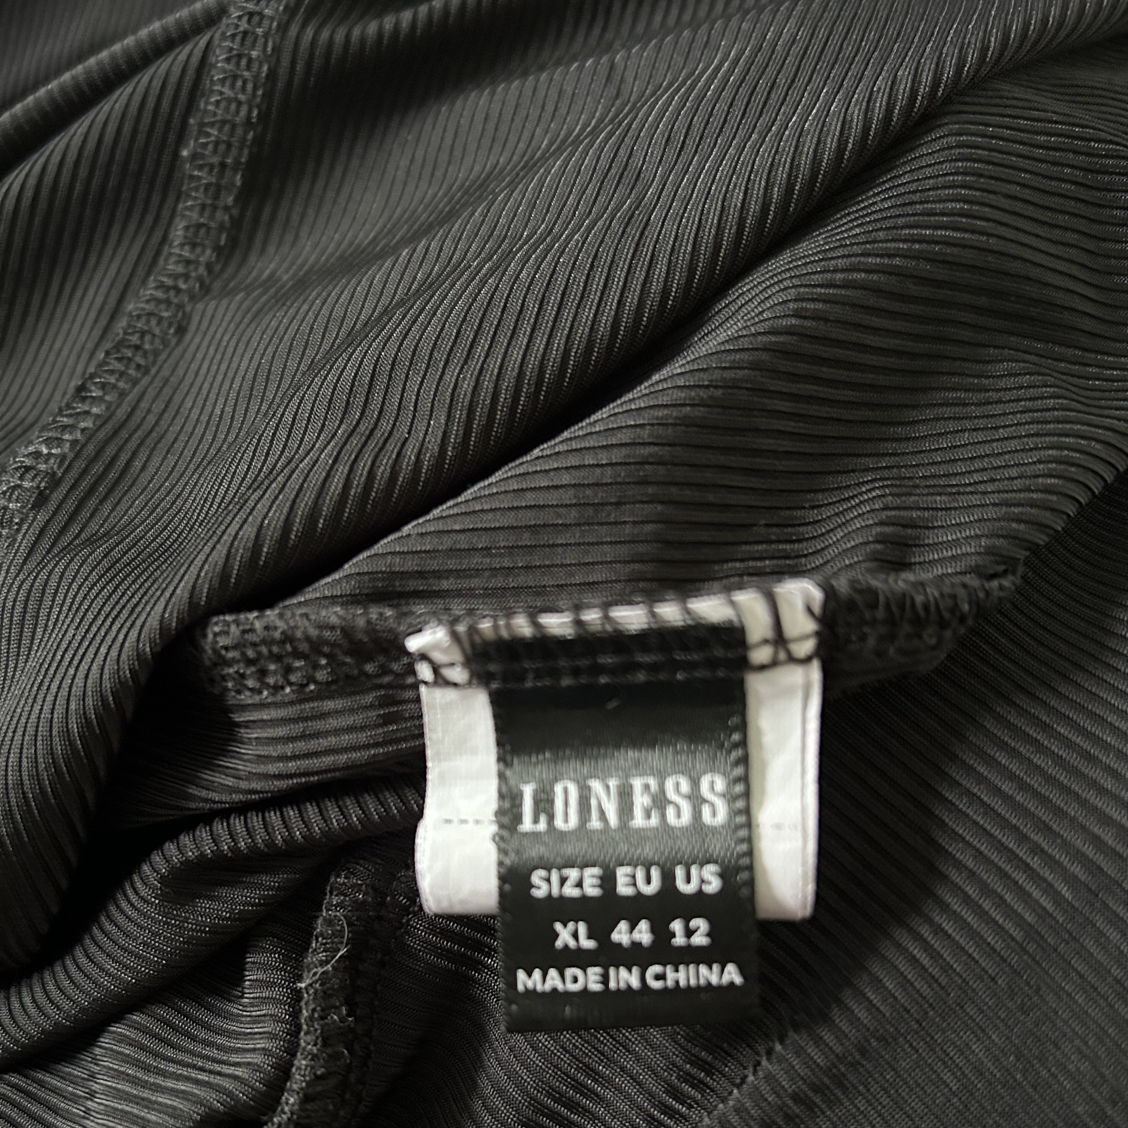 LONESS
SIZE EU US
XL 44 12
MADE IN CHINA